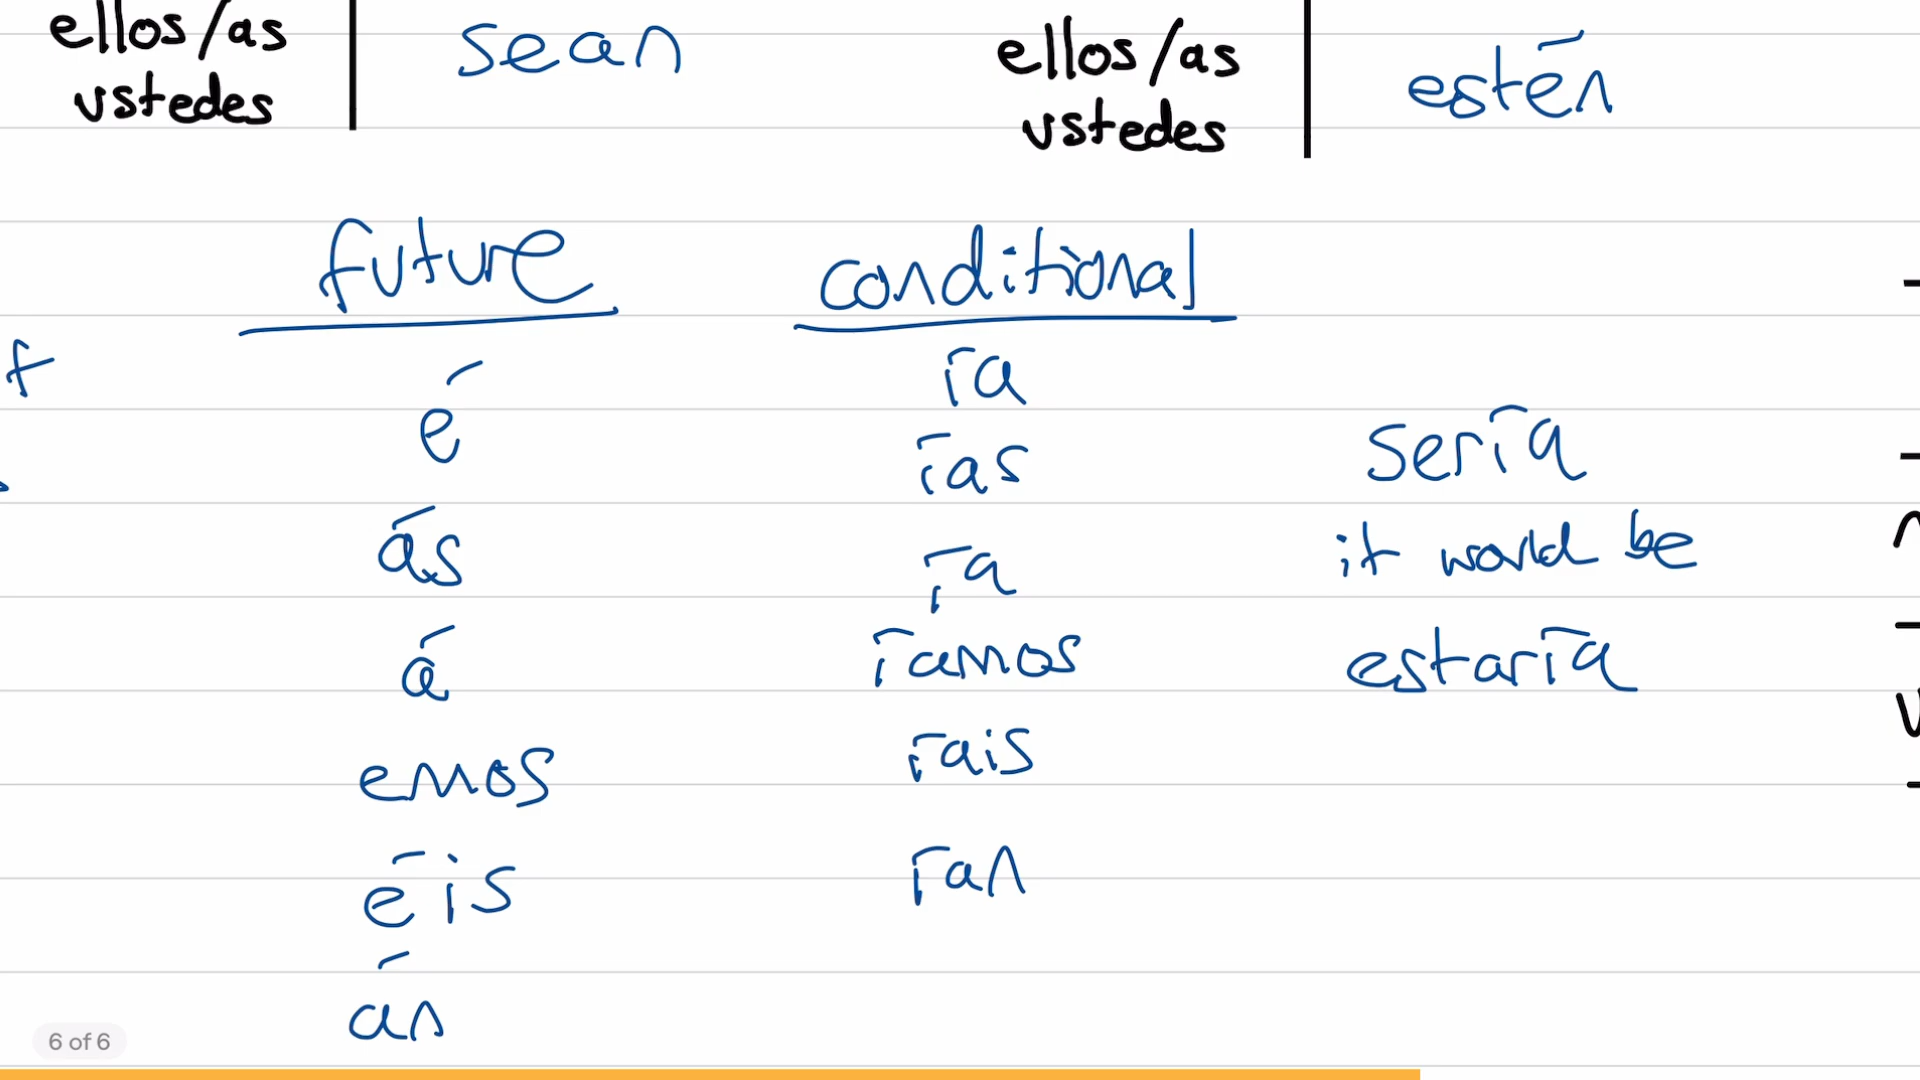 ellos/as
ustedes
sean
ellos/as
ustedes
estén
future
é
ás
á
emos
éis
án
conditional
ía
ías
ía
íamos
íais
ían
sería
it would be
estaría
6 of 6